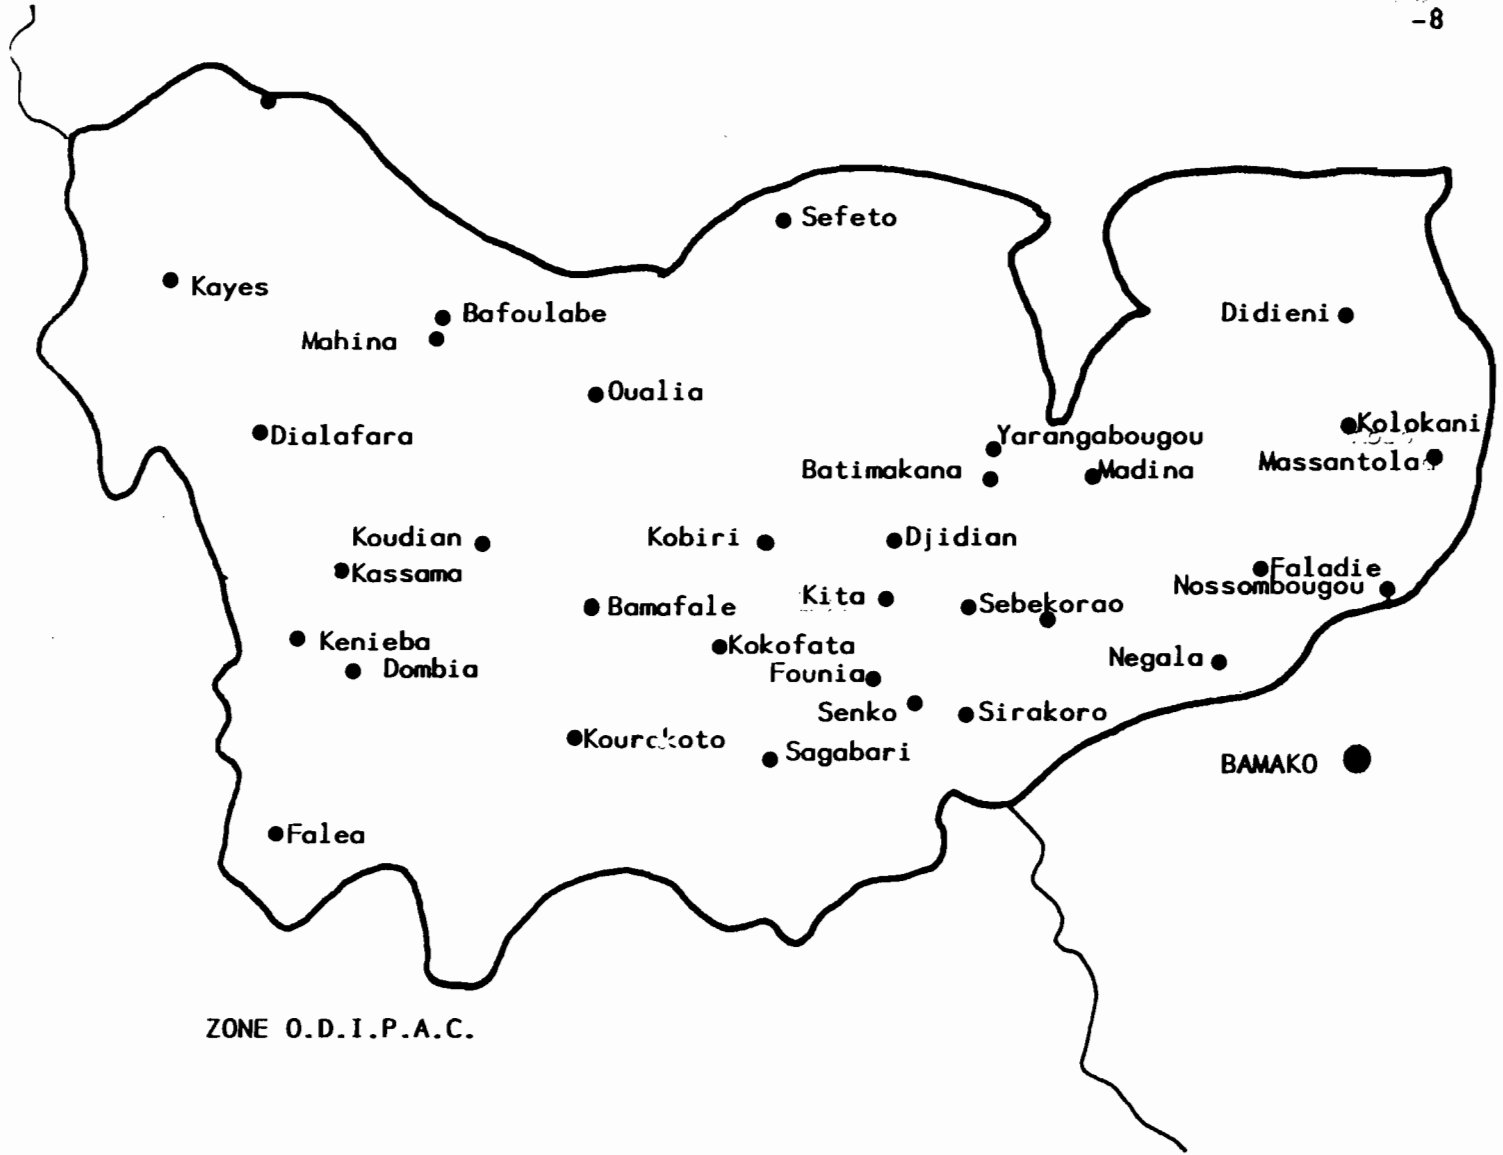 -8
Sefeto
Kayes
Bafoulabe
Didieni
Mahina
Oualia
Kolokani
Dialafara
Yarangabougou
Massantola
Batimakana
Madina
Koudian
Kobiri
Djidian
Faladie
Kassama
Nossombougou
Kita
Sebekorao
Bamafale
Kenieba
Kokofata
Negala
Dombia
Founia
Senko
Sirakoro
Kourokoto
Sagabari
BAMAKO
Falea
ZONE O.D.I.P.A.C.